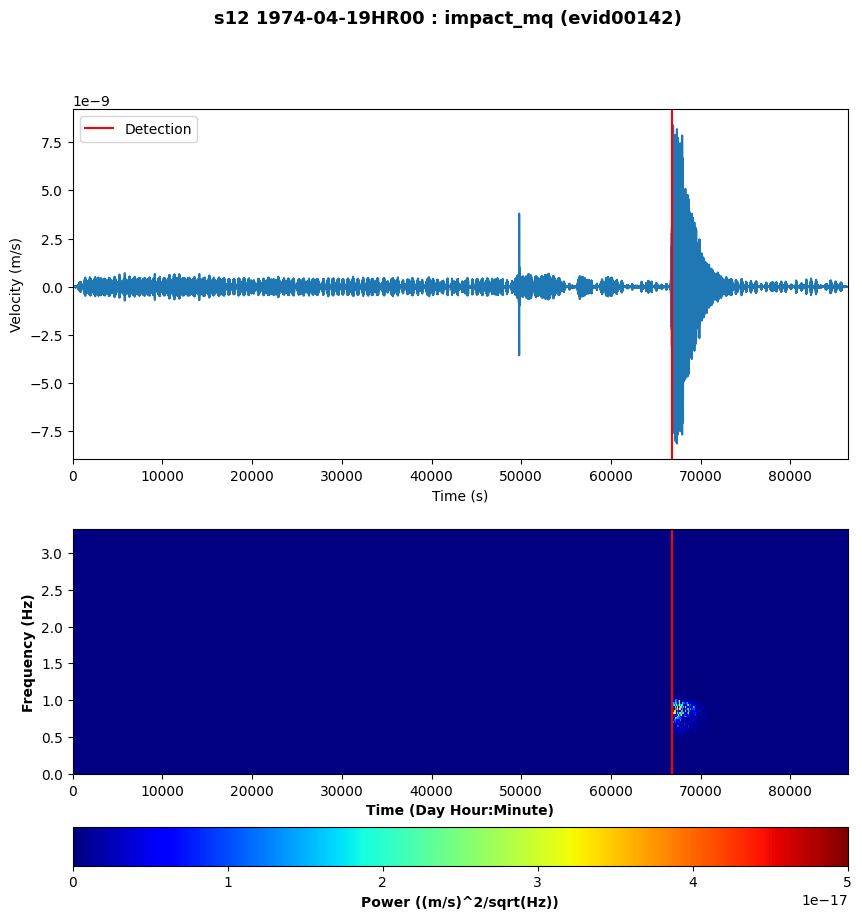 s12 1974-04-19HR00 : impact_mq (evid00142)
1e−9
Detection
7.5
5.0
2.5
0.0
−2.5
−5.0
−7.5
Velocity (m/s)
0 10000 20000 30000 40000 50000 60000 70000 80000
Time (s)
3.0
2.5
2.0
1.5
1.0
0.5
0.0
Frequency (Hz)
0 10000 20000 30000 40000 50000 60000 70000 80000
Time (Day Hour:Minute)
0 1 2 3 4 5
1e−17
Power ((m/s)^2/sqrt(Hz))